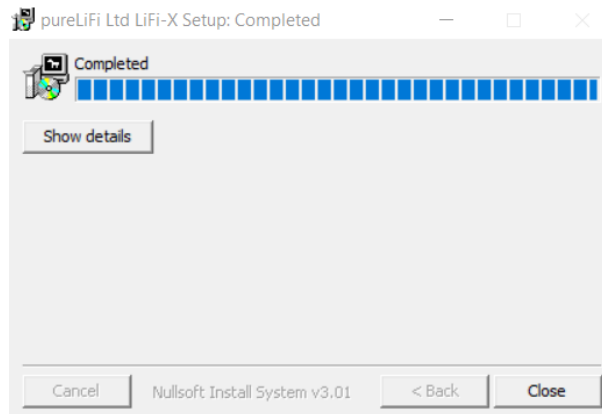 pureLiFi Ltd LiFi-X Setup: Completed
Completed
Show details
Cancel
Nullsoft Install System v3.01
< Back
Close